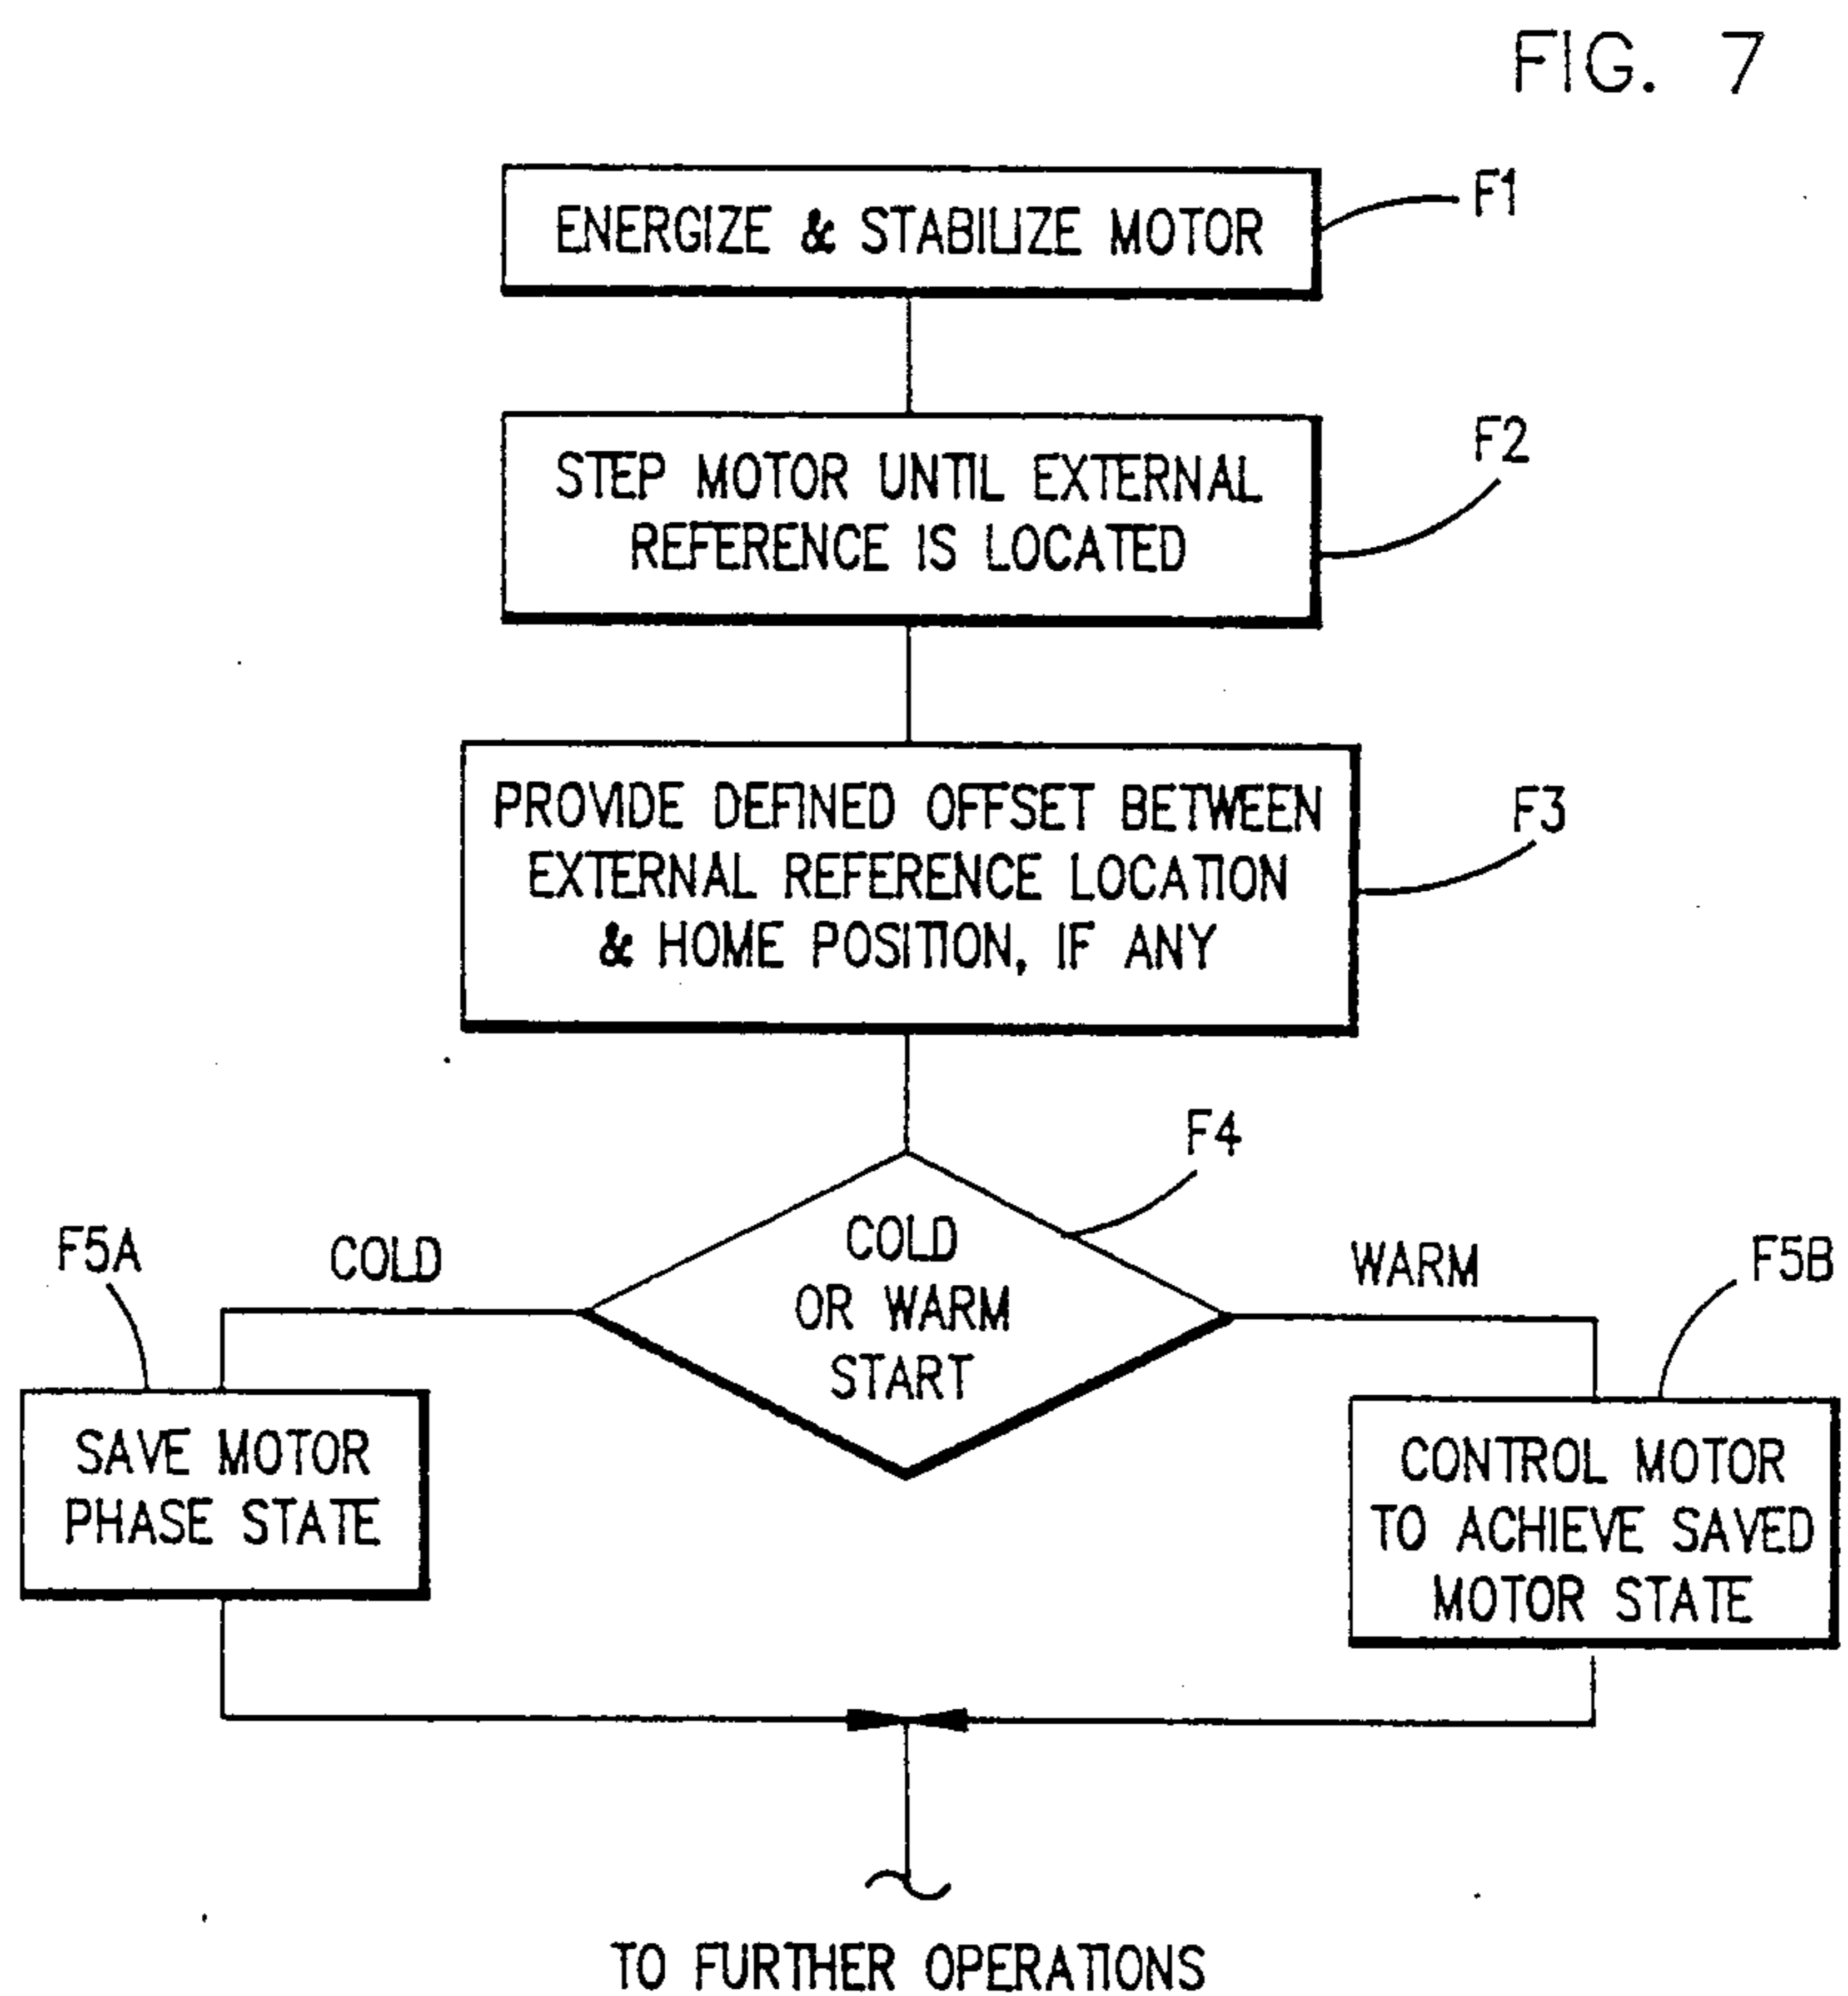 FIG. 7
ENERGIZE & STABILIZE MOTOR
F1
STEP MOTOR UNTIL EXTERNAL
REFERENCE IS LOCATED
F2
PROVIDE DEFINED OFFSET BETWEEN
EXTERNAL REFERENCE LOCATION
& HOME POSITION, IF ANY
F3
F4
COLD
OR WARM
START
F5A
COLD
WARM
F5B
SAVE MOTOR
PHASE STATE
CONTROL MOTOR
TO ACHIEVE SAVED
MOTOR STATE
TO FURTHER OPERATIONS